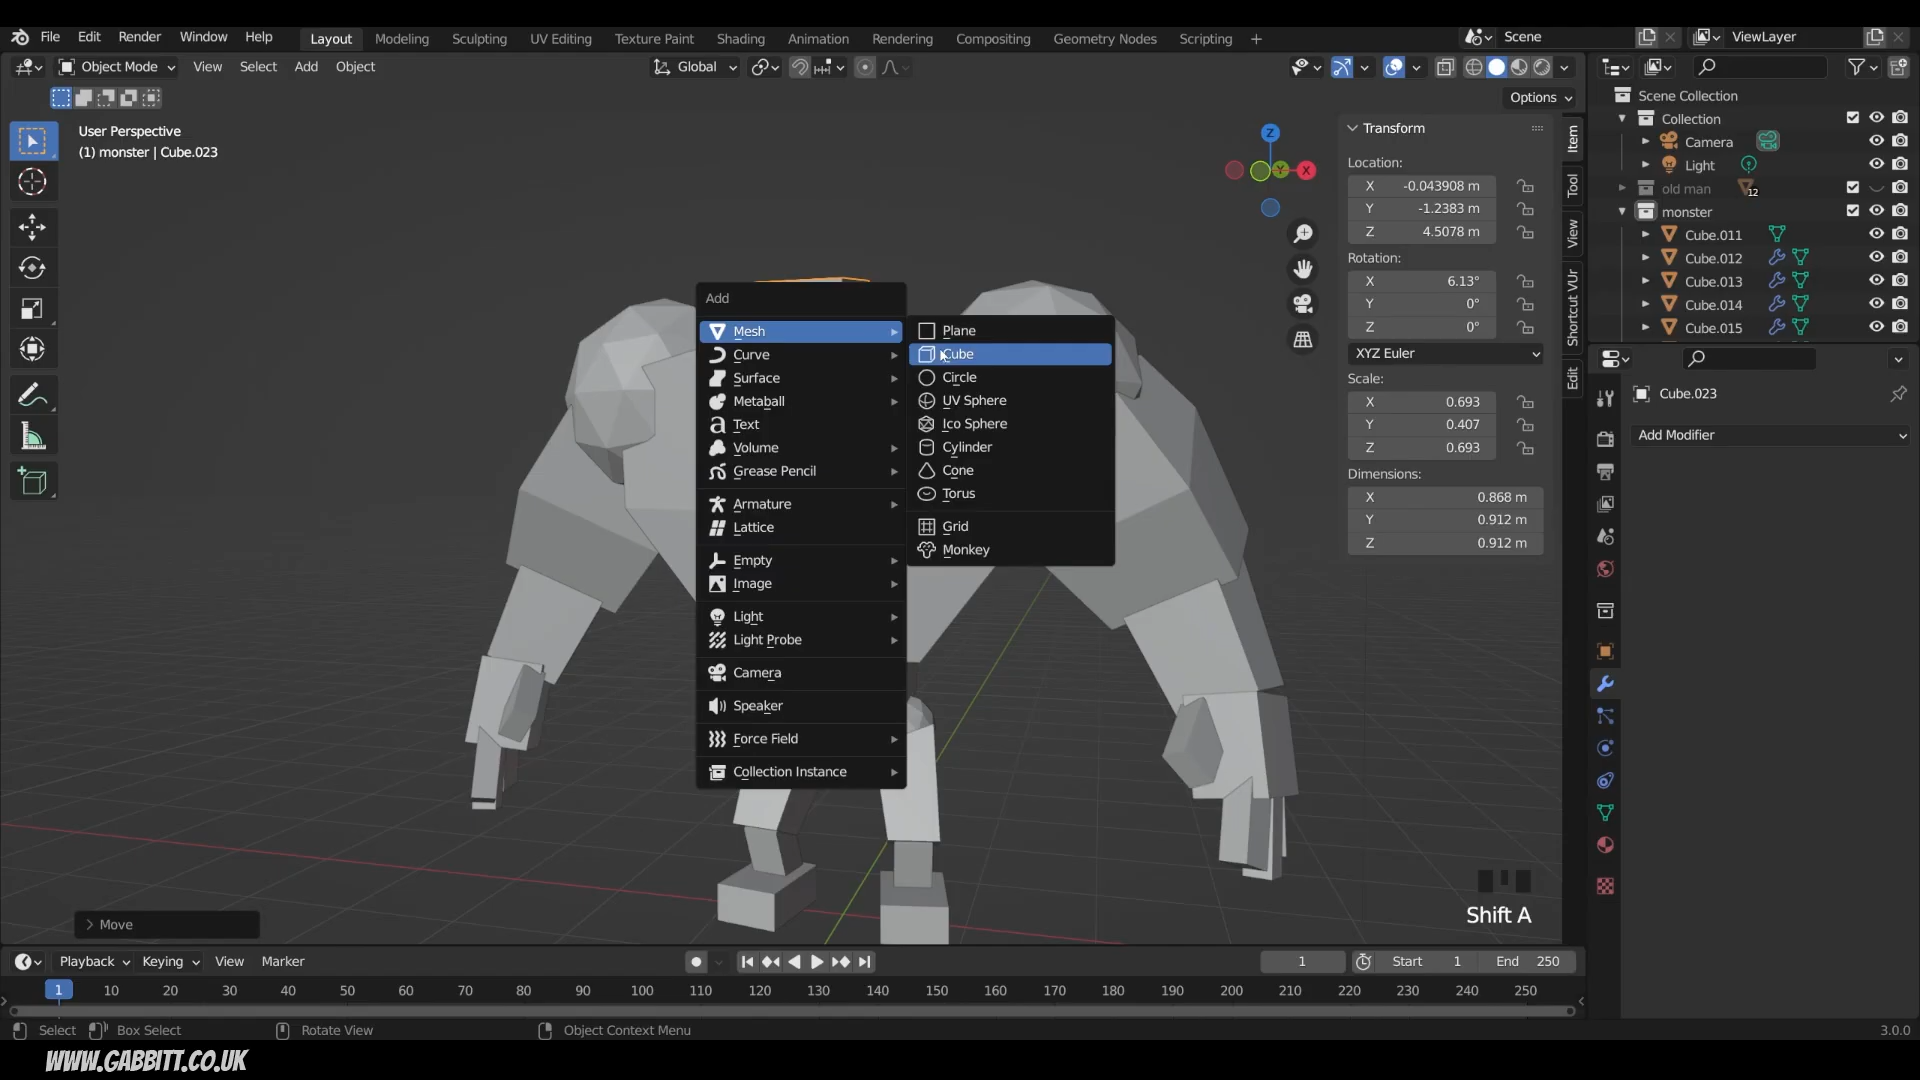 File Edit Render Window Help Layout Modeling Sculpting UV Editing Texture Paint Shading Animation Rendering Compositing Geometry Nodes Scripting + Scene ViewLayer
Object Mode View Select Add Object Global
Options
User Perspective
(1) monster | Cube.023
Z
X
Y
Transform
Location:
X -0.043908 m
Y -1.2383 m
Z 4.5078 m
Rotation:
X 6.13°
Y 0°
Z 0°
XYZ Euler
Scale:
X 0.693
Y 0.407
Z 0.693
Dimensions:
X 0.868 m
Y 0.912 m
Z 0.912 m
Item
Tool
View
Shortcut VUr
Edit
Scene Collection
Collection
Camera
Light
old man 12
monster
Cube.011
Cube.012
Cube.013
Cube.014
Cube.015
Cube.023
Add Modifier
Add
Mesh
Curve
Surface
Metaball
Text
Volume
Grease Pencil
Armature
Lattice
Empty
Image
Light
Light Probe
Camera
Speaker
Force Field
Collection Instance
Plane
Cube
Circle
UV Sphere
Ico Sphere
Cylinder
Cone
Torus
Grid
Monkey
Shift A
Move
Playback Keying View Marker 1 Start 1 End 250
1 10 20 30 40 50 60 70 80 90 100 110 120 130 140 150 160 170 180 190 200 210 220 230 240 250
Select Box Select Rotate View Object Context Menu 3.0.0
WWW.GABBITT.CO.UK